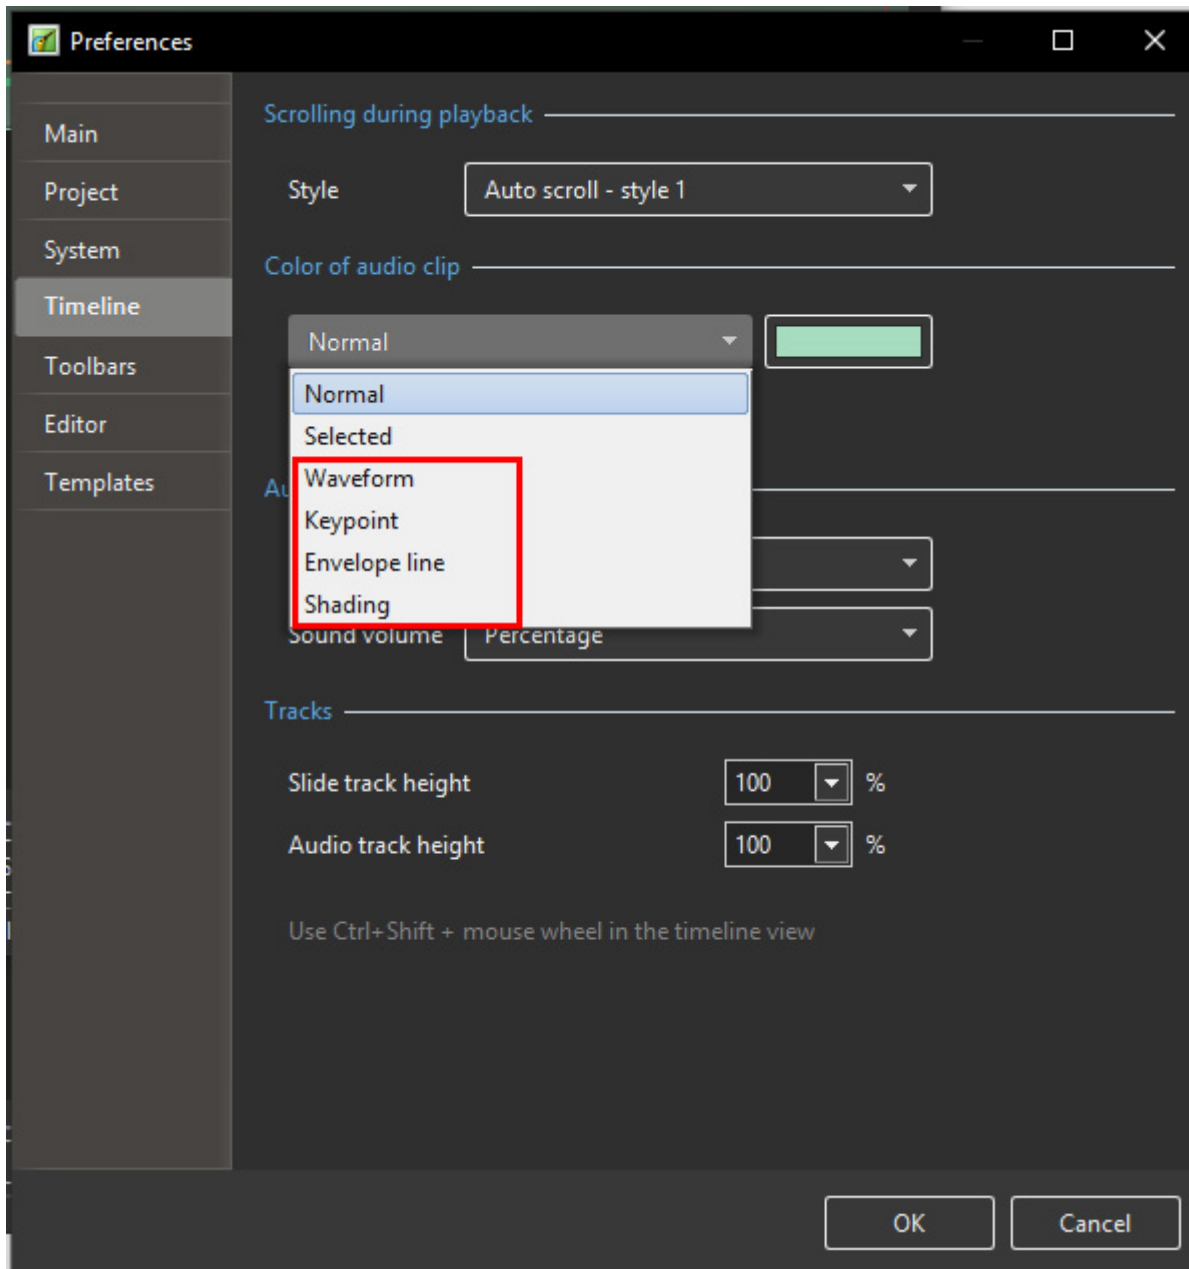 Preferences
Main
Project
System
Timeline
Toolbars
Editor
Templates
Scrolling during playback
Style Auto scroll - style 1
Color of audio clip
Normal
Normal
Selected
Waveform
Keypoint
Envelope line
Shading
Sound volume Percentage
Tracks
Slide track height 100 %
Audio track height 100 %
Use Ctrl+Shift + mouse wheel in the timeline view
OK Cancel